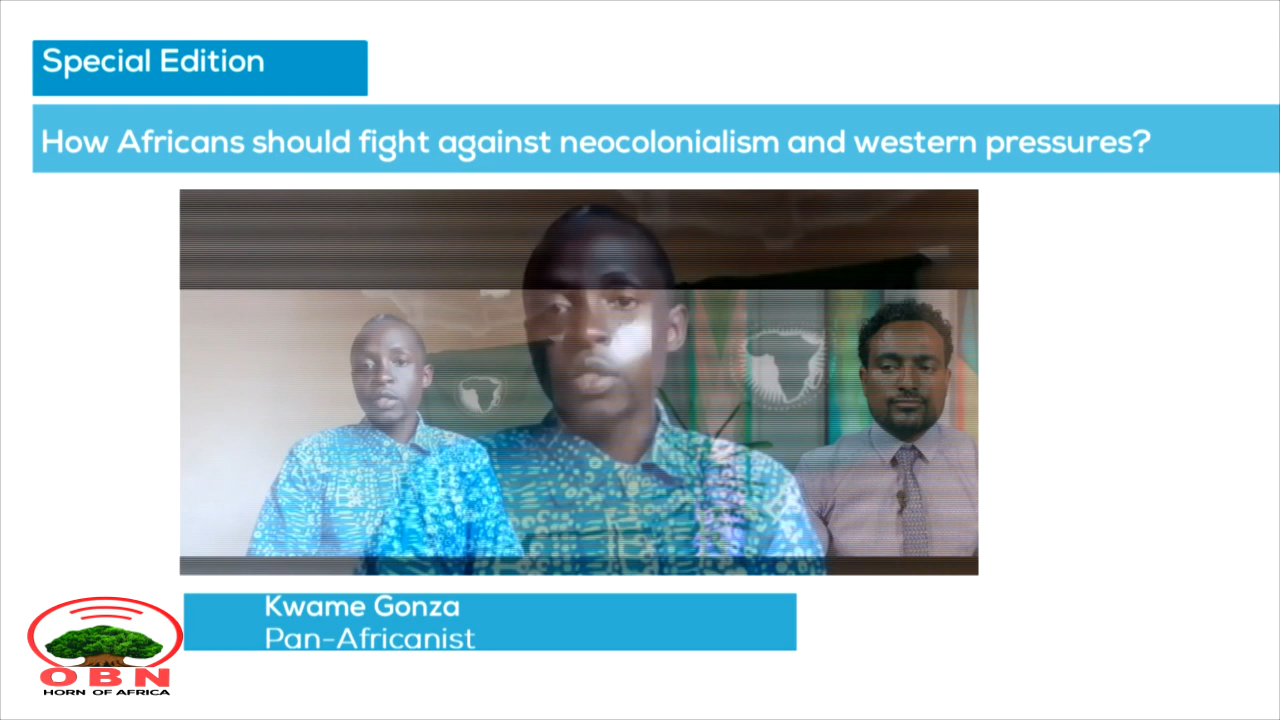 Special Edition
How Africans should fight against neocolonialism and western pressures?
Kwame Gonza
Pan-Africanist
OBN
HORN OF AFRICA